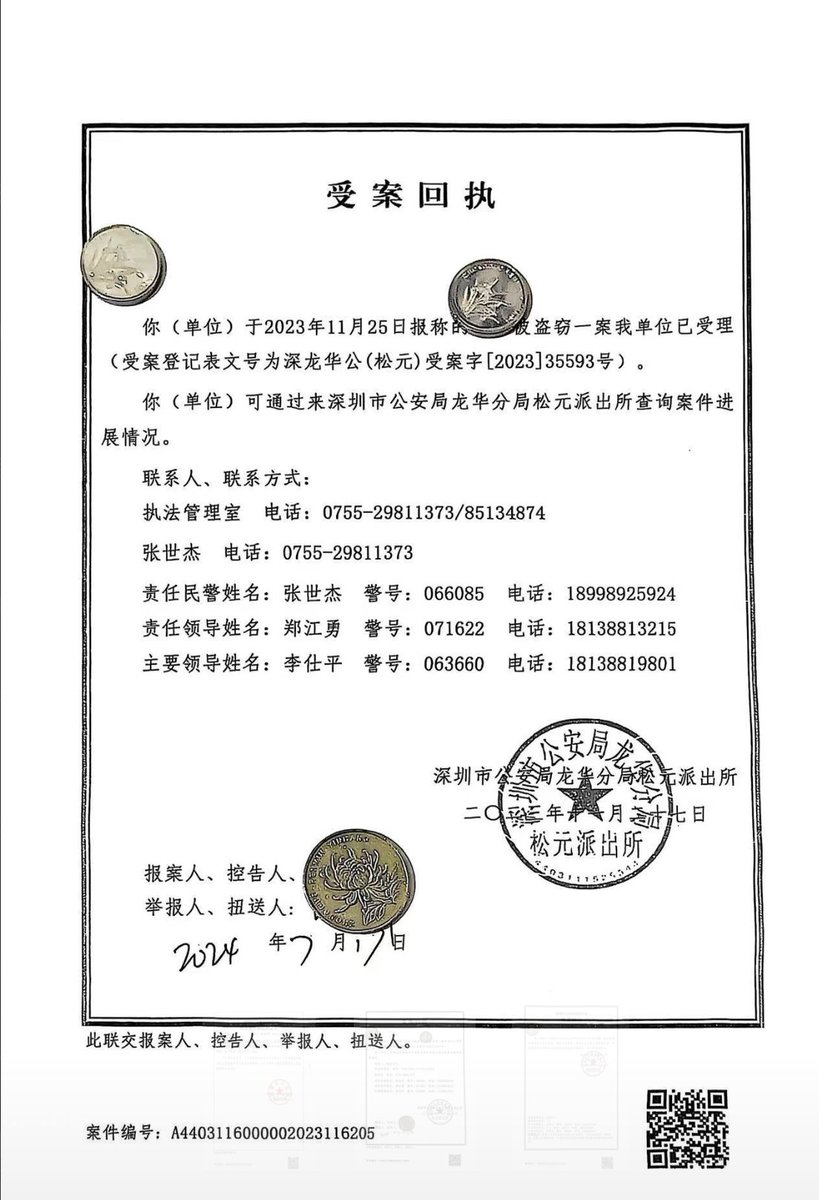 受案回执
你（单位）于2023年11月25日报称的 被盗窃一案我单位已受理
（受案登记表文号为深龙华公(松元)受案字[2023]35593号）。
你（单位）可通过来深圳市公安局龙华分局松元派出所查询案件进
展情况。
联系人、联系方式：
执法管理室 电话：0755-29811373/85134874
张世杰 电话：0755-29811373
责任民警姓名：张世杰 警号：066085 电话：18998925924
责任领导姓名：郑江勇 警号：071622 电话：18138813215
主要领导姓名：李仕平 警号：063660 电话：18138819801
深圳市公安局龙华分局松元派出所
二〇二三年十一月二十七日
深圳市公安局龙华分局
松元派出所
报案人、控告人、
举报人、扭送人：
2024年7月17日
此联交报案人、控告人、举报人、扭送人。
案件编号：A4403116000002023116205